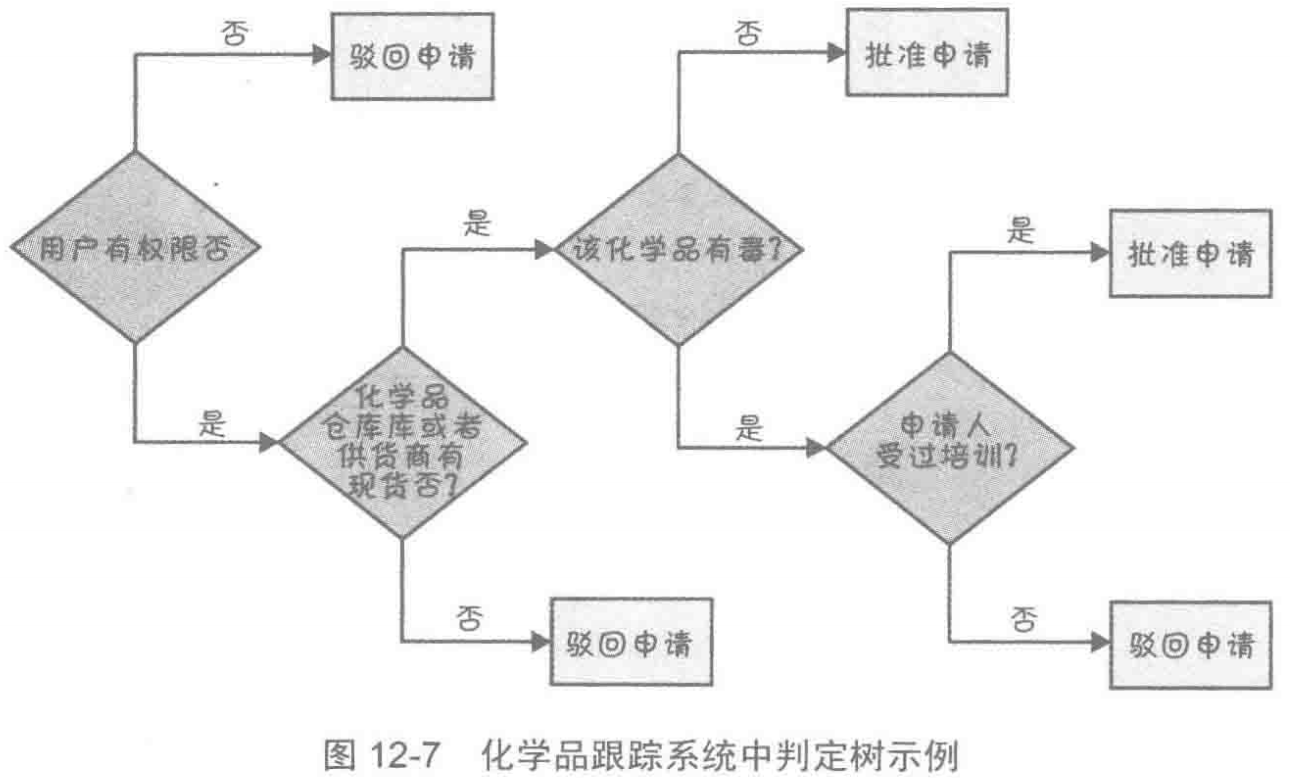 否
驳回申请
否
批准申请
用户有权限否
是
该化学品有毒?
是
批准申请
是
化学品
仓库库或者
供货商有
现货否?
是
申请人
受过培训?
否
驳回申请
否
驳回申请
图 12-7 化学品跟踪系统中判定树示例